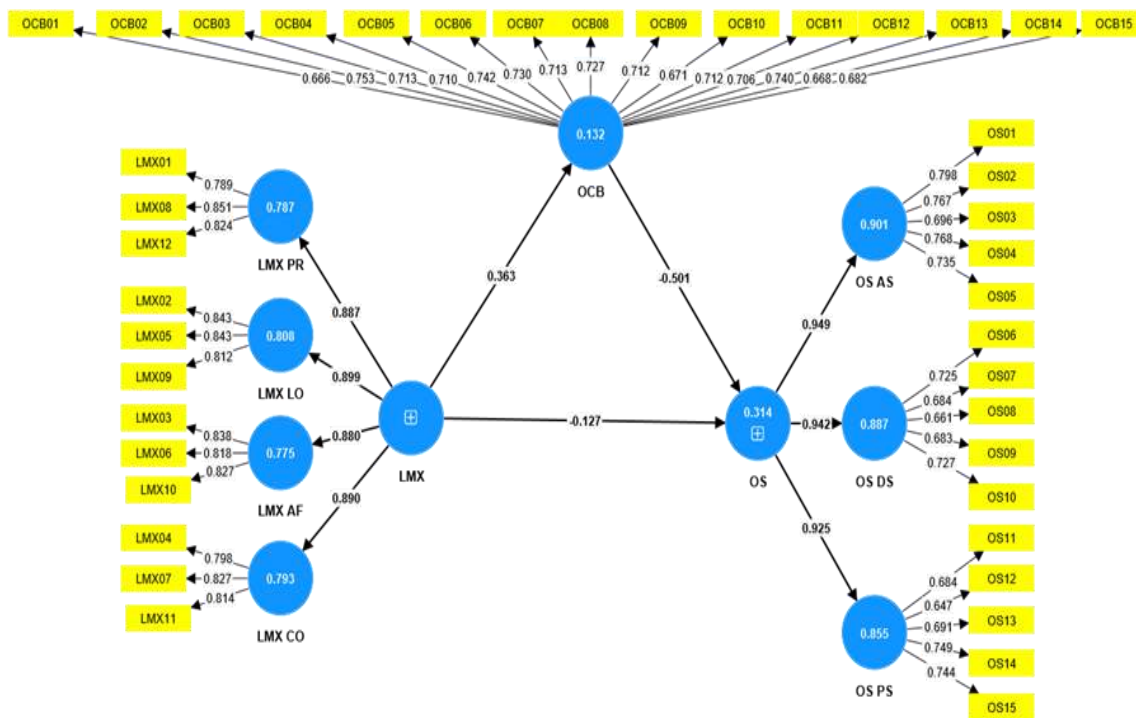 OCB01 OCB02 OCB03 OCB04 OCB05 OCB06 OCB07 OCB08 OCB09 OCB10 OCB11 OCB12 OCB13 OCB14 OCB15
0.666 0.753 0.713 0.710 0.742 0.730 0.713 0.727 0.712 0.671 0.712 0.706 0.740 0.668 0.682
0.132
OCB
LMX01
LMX08
LMX12
0.789
0.851
0.824
0.787
LMX PR
LMX02
LMX05
LMX09
0.843
0.843
0.812
0.808
LMX LO
LMX03
LMX06
LMX10
0.838
0.818
0.827
0.775
LMX AF
LMX04
LMX07
LMX11
0.798
0.827
0.814
0.793
LMX CO
0.887
0.899
0.880
0.890
LMX
0.363
-0.501
-0.127
0.314
OS
0.949
0.942
0.925
0.901
OS AS
0.798
0.767
0.696
0.768
0.735
OS01
OS02
OS03
OS04
OS05
0.887
OS DS
0.725
0.684
0.661
0.683
0.727
OS06
OS07
OS08
OS09
OS10
0.855
OS PS
0.684
0.647
0.691
0.749
0.744
OS11
OS12
OS13
OS14
OS15